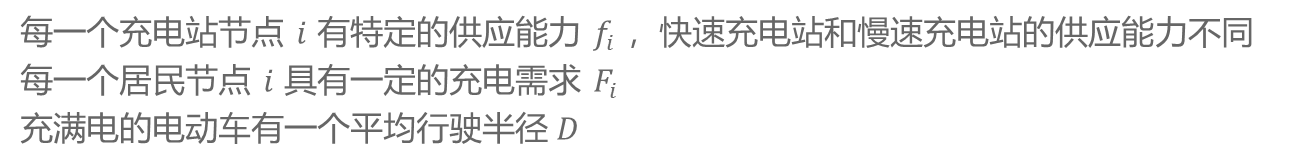 每一个充电站节点 i 有特定的供应能力 fᵢ ，快速充电站和慢速充电站的供应能力不同
每一个居民节点 i 具有一定的充电需求 Fᵢ
充满电的电动车有一个平均行驶半径 D